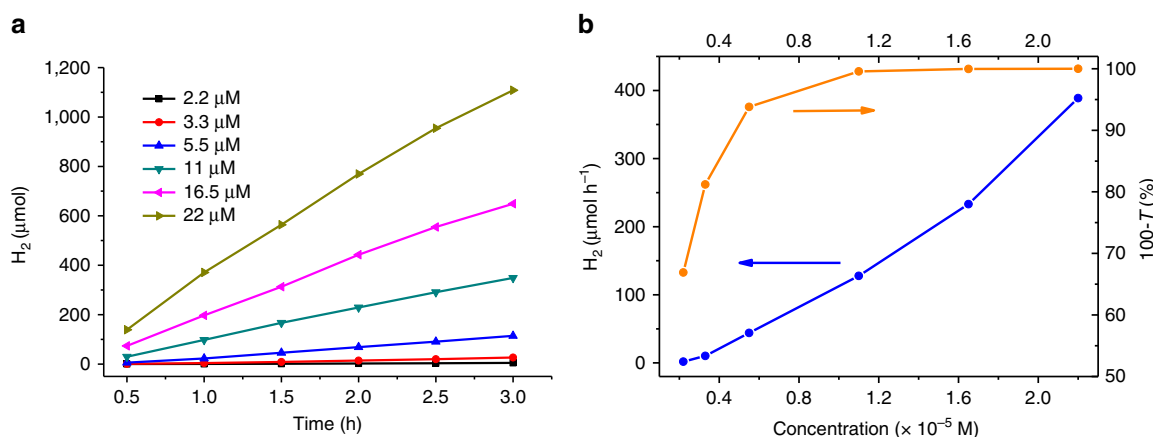 a
H2 (μmol)
1,200
1,000
800
600
400
200
0
2.2 μM
3.3 μM
5.5 μM
11 μM
16.5 μM
22 μM
0.5 1.0 1.5 2.0 2.5 3.0
Time (h)
b
0.4 0.8 1.2 1.6 2.0
H2 (μmol h−1)
400
300
200
100
0
100
90
80
70
60
50
100-T (%)
0.4 0.8 1.2 1.6 2.0
Concentration (× 10−5 M)